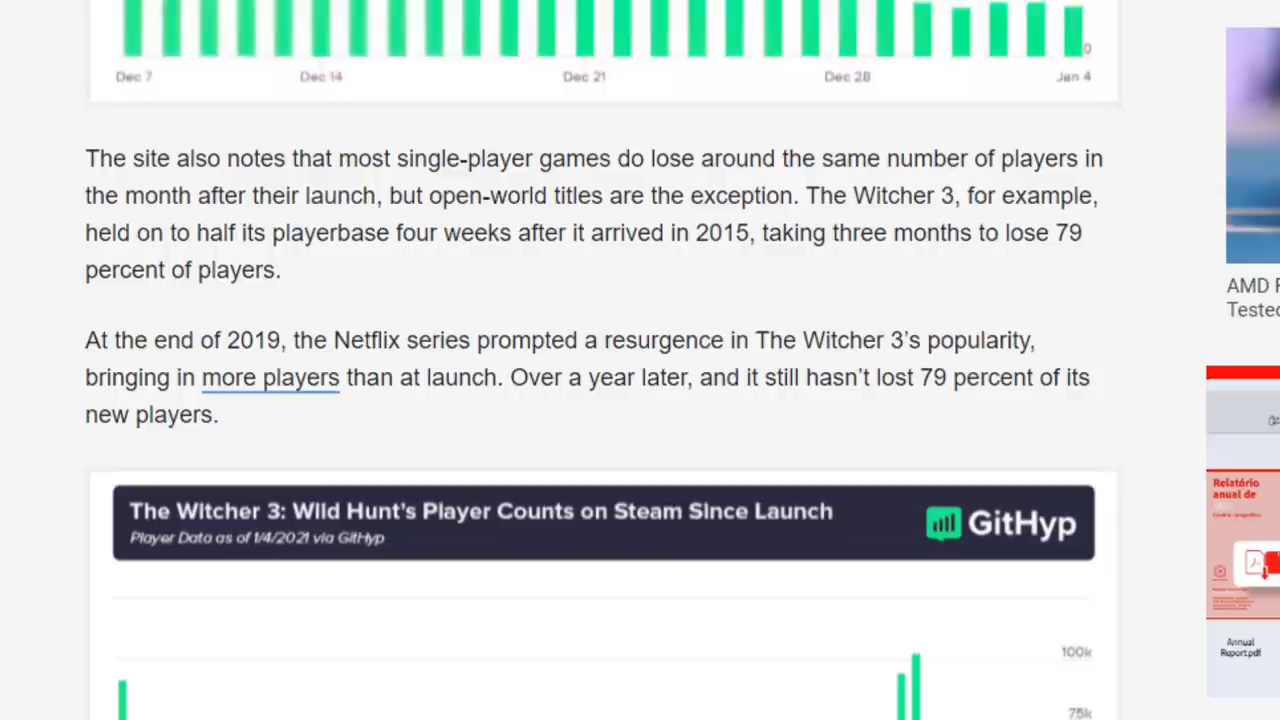 0
Dec 7 Dec 14 Dec 21 Dec 28 Jan 4
The site also notes that most single-player games do lose around the same number of players in
the month after their launch, but open-world titles are the exception. The Witcher 3, for example,
held on to half its playerbase four weeks after it arrived in 2015, taking three months to lose 79
percent of players.
At the end of 2019, the Netflix series prompted a resurgence in The Witcher 3’s popularity,
bringing in more players than at launch. Over a year later, and it still hasn’t lost 79 percent of its
new players.
The Witcher 3: Wild Hunt's Player Counts on Steam Since Launch
Player Data as of 1/4/2021 via GitHyp
GitHyp
100k
75k
AMD
Tested
Relatório
anual de
Annual
Report.pdf